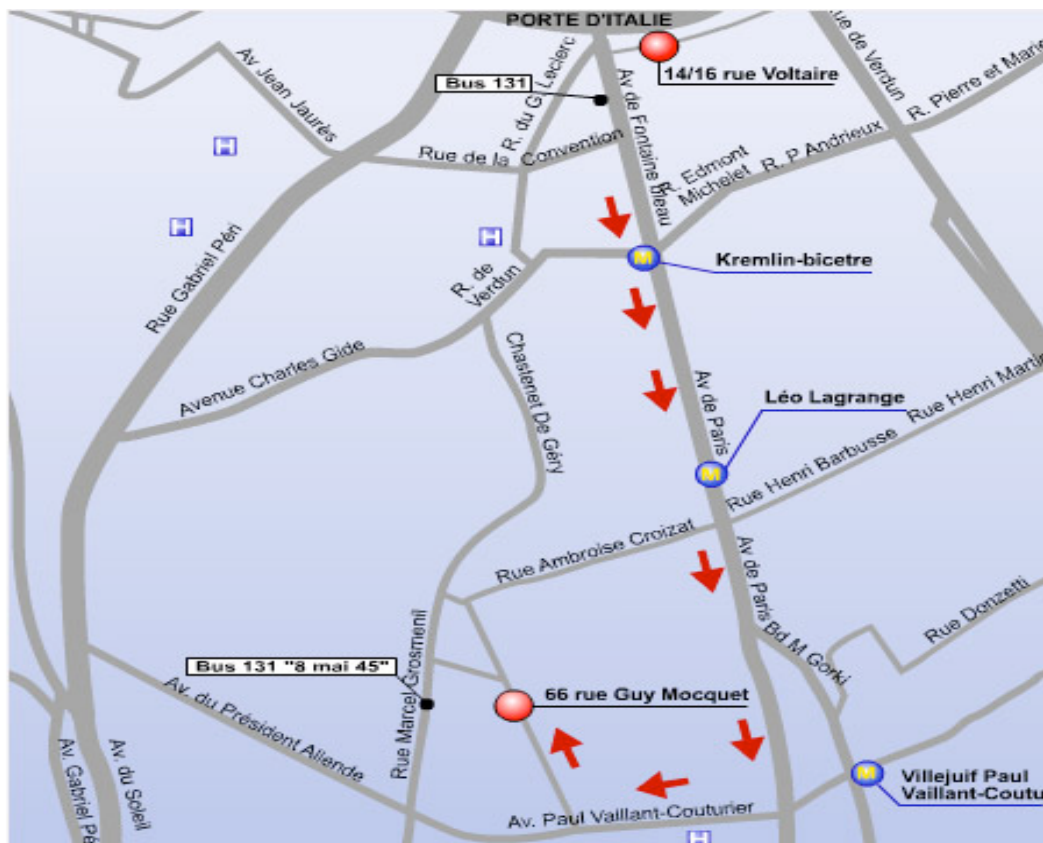 PORTE D'ITALIE
14/16 rue Voltaire
Bus 131
Av Jean Jaurès
R. du G. Leclerc
Av de Fontaine bleau
Rue de Verdun
R. Pierre et Marie
Rue de la Convention
R. Edmont
Michelet
R. P Andrieux
H
H
H
Rue Gabriel Péri
R. de
Verdun
M
Kremlin-bicetre
Avenue Charles Gide
Chastenet De Géry
Av de Paris
Léo Lagrange
Rue Henri Martin
M
Rue Henri Barbusse
Rue Ambroise Croizat
Av de Paris
Bd M Gorki
Rue Donzetti
Bus 131 "8 mai 45"
Rue Marcel Grosmenil
66 rue Guy Mocquet
Av. du Président Allende
Av. Gabriel Pé
Av. du Soleil
M
Villejuif Paul
Vaillant-Coutu
Av. Paul Vaillant-Couturier
H